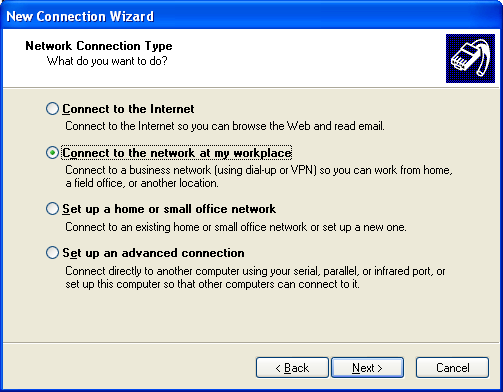 New Connection Wizard
Network Connection Type
What do you want to do?
Connect to the Internet
Connect to the Internet so you can browse the Web and read email.
Connect to the network at my workplace
Connect to a business network (using dial-up or VPN) so you can work from home,
a field office, or another location.
Set up a home or small office network
Connect to an existing home or small office network or set up a new one.
Set up an advanced connection
Connect directly to another computer using your serial, parallel, or infrared port, or
set up this computer so that other computers can connect to it.
< Back
Next >
Cancel